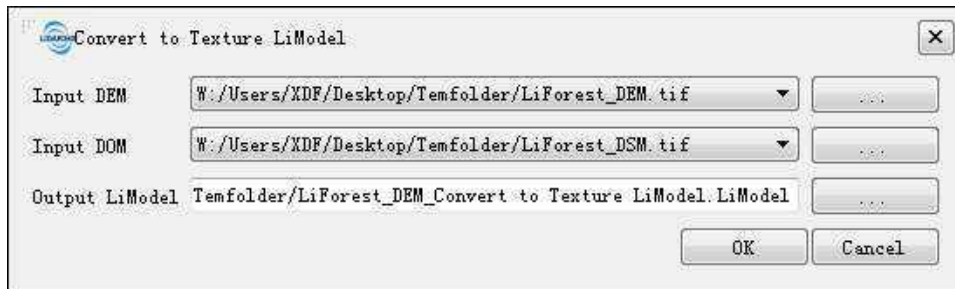 Convert to Texture LiModel
Input DEM W:/Users/XDF/Desktop/Temfolder/LiForest_DEM.tif ...
Input DOM W:/Users/XDF/Desktop/Temfolder/LiForest_DSM.tif ...
Output LiModel Temfolder/LiForest_DEM_Convert to Texture LiModel.LiModel ...
OK Cancel